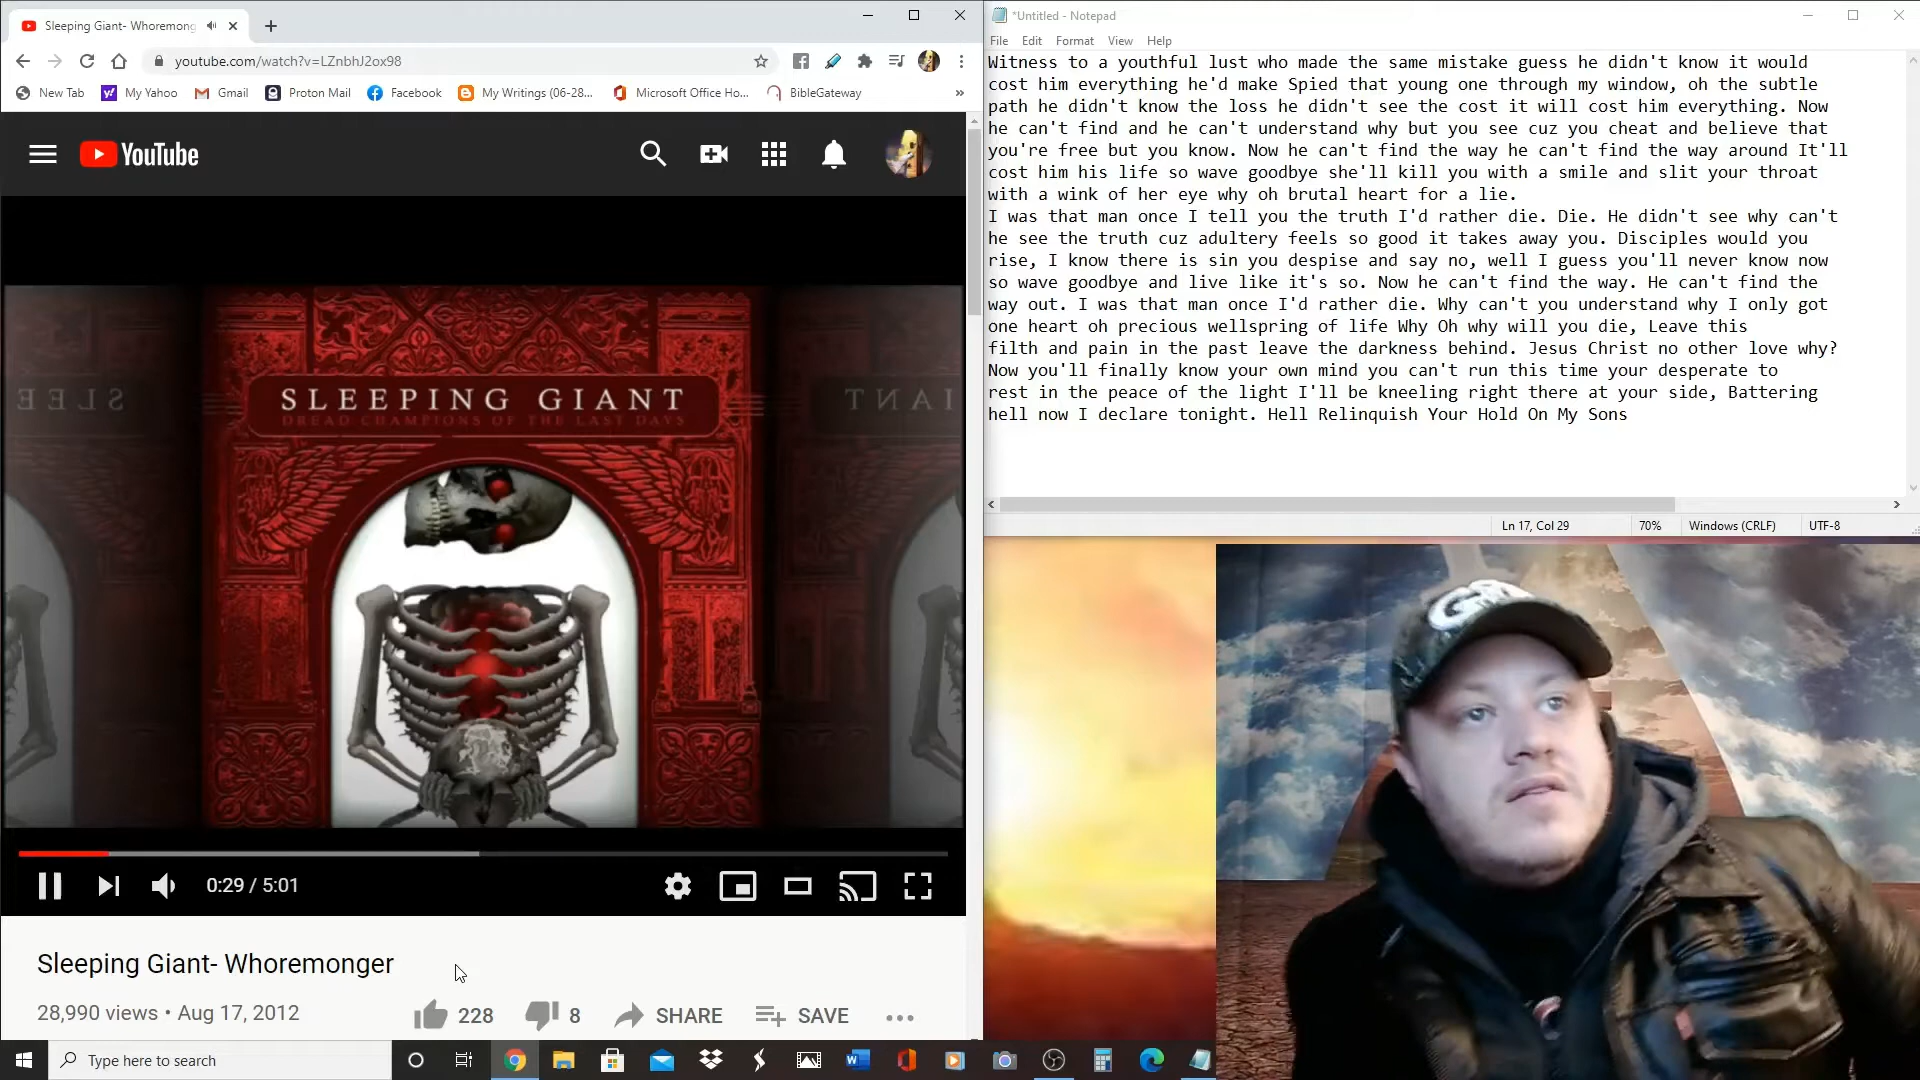 Sleeping Giant- Whoremong
youtube.com/watch?v=LZnbhJ2ox98
New Tab
My Yahoo
Gmail
Proton Mail
Facebook
My Writings (06-28...
Microsoft Office Ho...
BibleGateway
»
YouTube
SLEEPING GIANT
DREAD CHAMPIONS OF THE LAST DAYS
0:29 / 5:01
Sleeping Giant- Whoremonger
28,990 views • Aug 17, 2012
228
8
SHARE
SAVE
*Untitled - Notepad
File Edit Format View Help
Witness to a youthful lust who made the same mistake guess he didn't know it would
cost him everything he'd make Spied that young one through my window, oh the subtle
path he didn't know the loss he didn't see the cost it will cost him everything. Now
he can't find and he can't understand why but you see cuz you cheat and believe that
you're free but you know. Now he can't find the way he can't find the way around It'll
cost him his life so wave goodbye she'll kill you with a smile and slit your throat
with a wink of her eye why oh brutal heart for a lie.
I was that man once I tell you the truth I'd rather die. Die. He didn't see why can't
he see the truth cuz adultery feels so good it takes away you. Disciples would you
rise, I know there is sin you despise and say no, well I guess you'll never know now
so wave goodbye and live like it's so. Now he can't find the way. He can't find the
way out. I was that man once I'd rather die. Why can't you understand why I only got
one heart oh precious wellspring of life Why Oh why will you die, Leave this
filth and pain in the past leave the darkness behind. Jesus Christ no other love why?
Now you'll finally know your own mind you can't run this time your desperate to
rest in the peace of the light I'll be kneeling right there at your side, Battering
hell now I declare tonight. Hell Relinquish Your Hold On My Sons
Ln 17, Col 29
70%
Windows (CRLF)
UTF-8
Type here to search